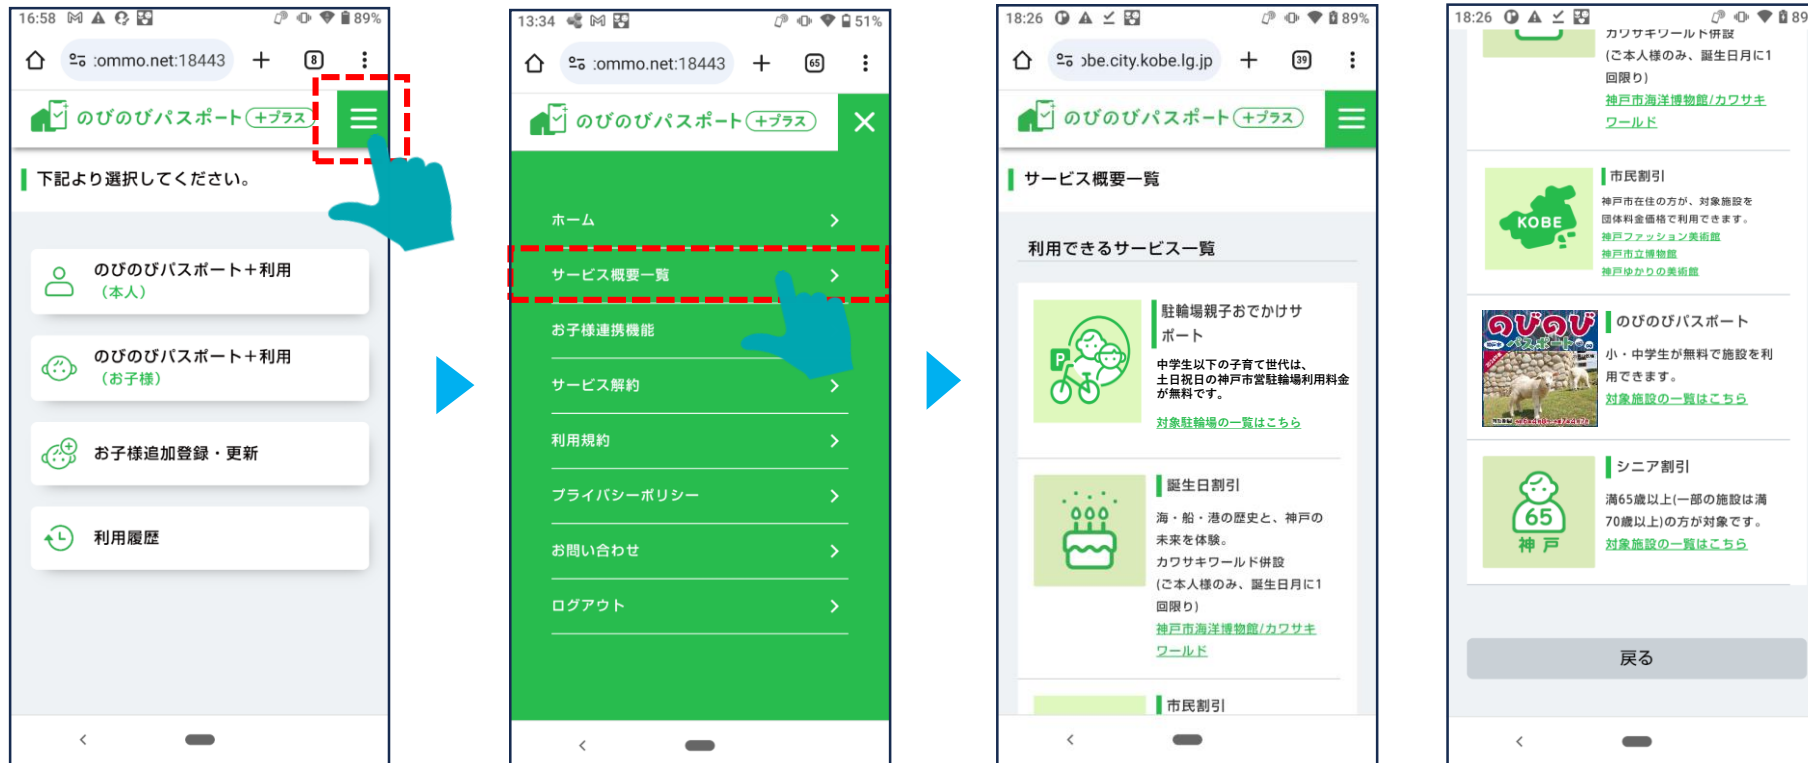 16:58
89%
:ommo.net:18443
8
のびのびパスポート +プラス
下記より選択してください。
のびのびパスポート+利用
（本人）
のびのびパスポート+利用
（お子様）
お子様追加登録・更新
利用履歴
13:34
51%
:ommo.net:18443
65
のびのびパスポート +プラス
ホーム
サービス概要一覧
お子様連携機能
サービス解約
利用規約
プライバシーポリシー
お問い合わせ
ログアウト
18:26
89%
obe.city.kobe.lg.jp
39
のびのびパスポート +プラス
サービス概要一覧
利用できるサービス一覧
P
駐輪場親子おでかけサ
ポート
中学生以下の子育て世代は、
土日祝日の神戸市営駐輪場利用料金
が無料です。
対象駐輪場の一覧はこちら
誕生日割引
海・船・港の歴史と、神戸の
未来を体験。
カワサキワールド併設
(ご本人様のみ、誕生日月に1
回限り)
神戸市海洋博物館/カワサキ
ワールド
市民割引
18:26
89
カワサキワールド併設
(ご本人様のみ、誕生日月に1
回限り)
神戸市海洋博物館/カワサキ
ワールド
KOBE
市民割引
神戸市在住の方が、対象施設を
団体料金価格で利用できます。
神戸ファッション美術館
神戸市立博物館
神戸ゆかりの美術館
のびのび
パスポート
のびのびパスポート
小・中学生が無料で施設を利
用できます。
対象施設の一覧はこちら
65
神戸
シニア割引
満65歳以上(一部の施設は満
70歳以上)の方が対象です。
対象施設の一覧はこちら
戻る